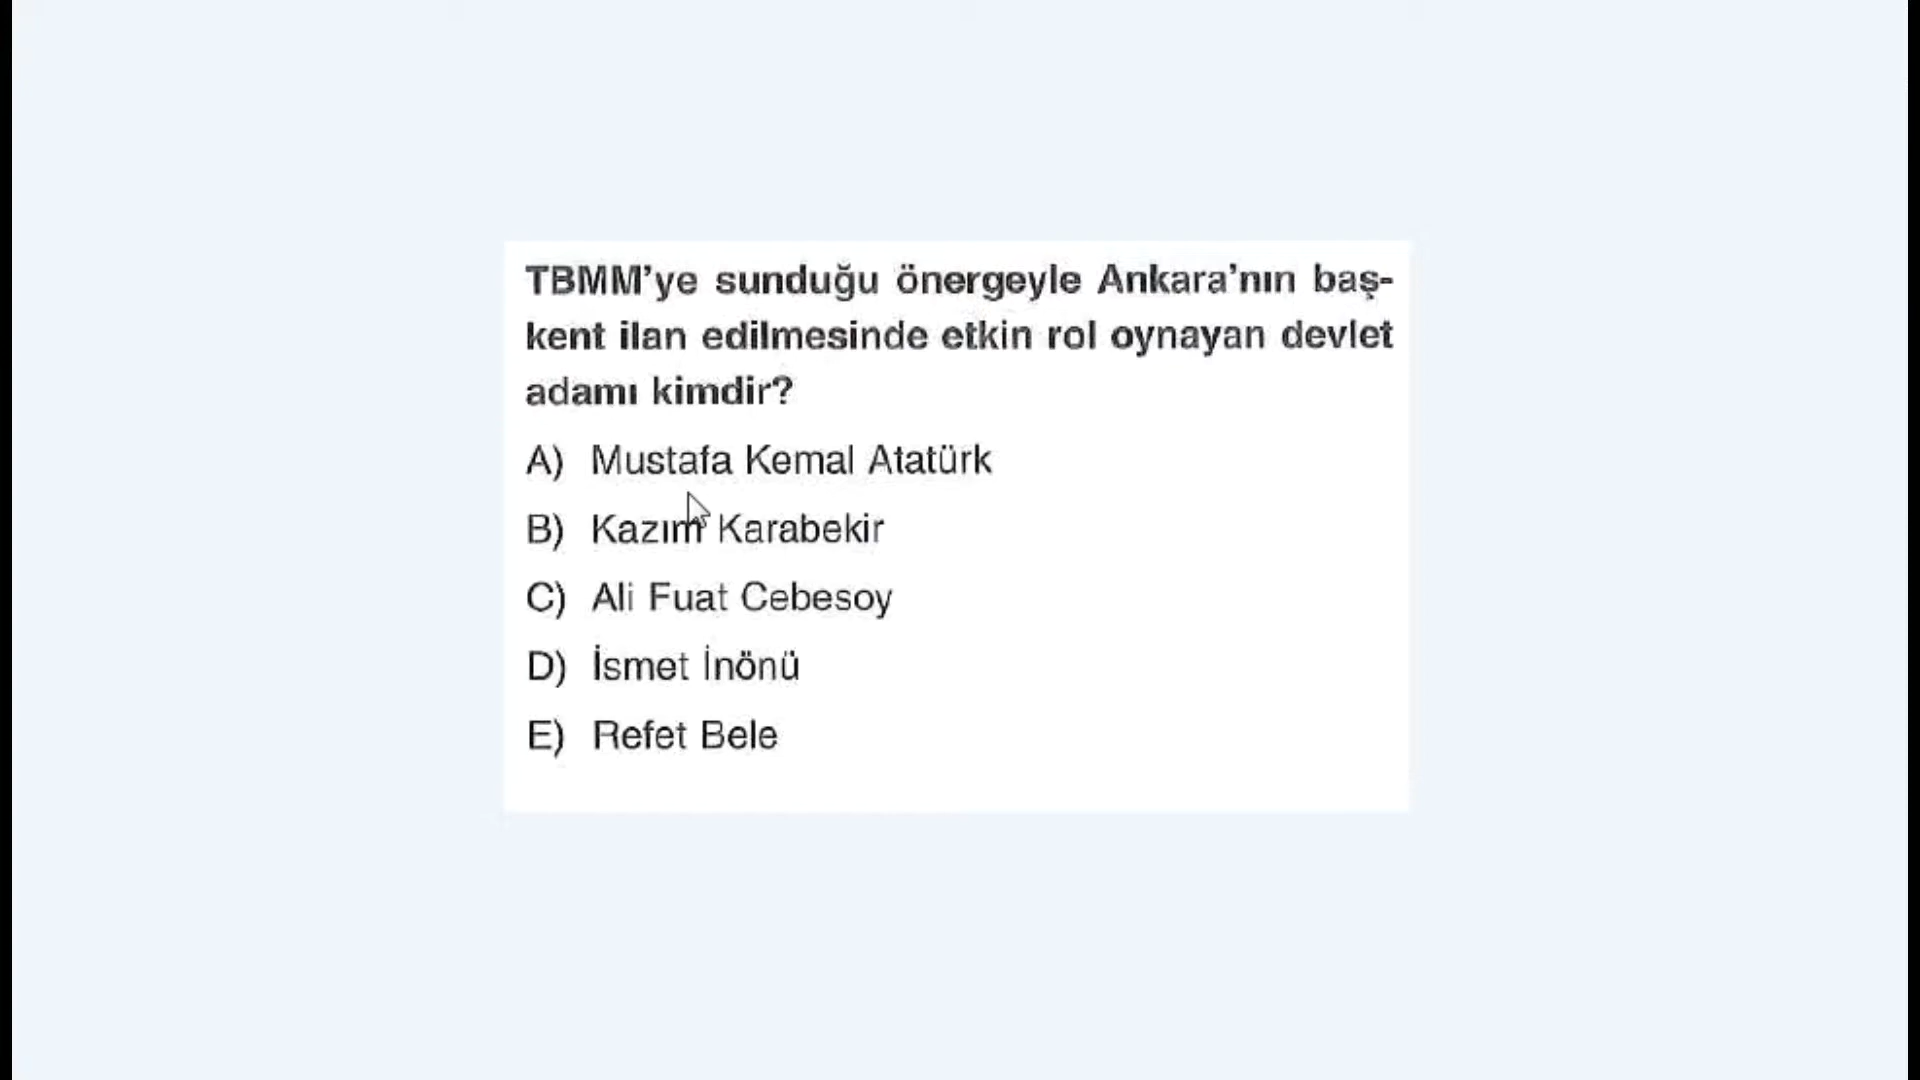 TBMM'ye sunduğu önergeyle Ankara'nın baş-
kent ilan edilmesinde etkin rol oynayan devlet
adamı kimdir?
A) Mustafa Kemal Atatürk
B) Kazım Karabekir
C) Ali Fuat Cebesoy
D) İsmet İnönü
E) Refet Bele